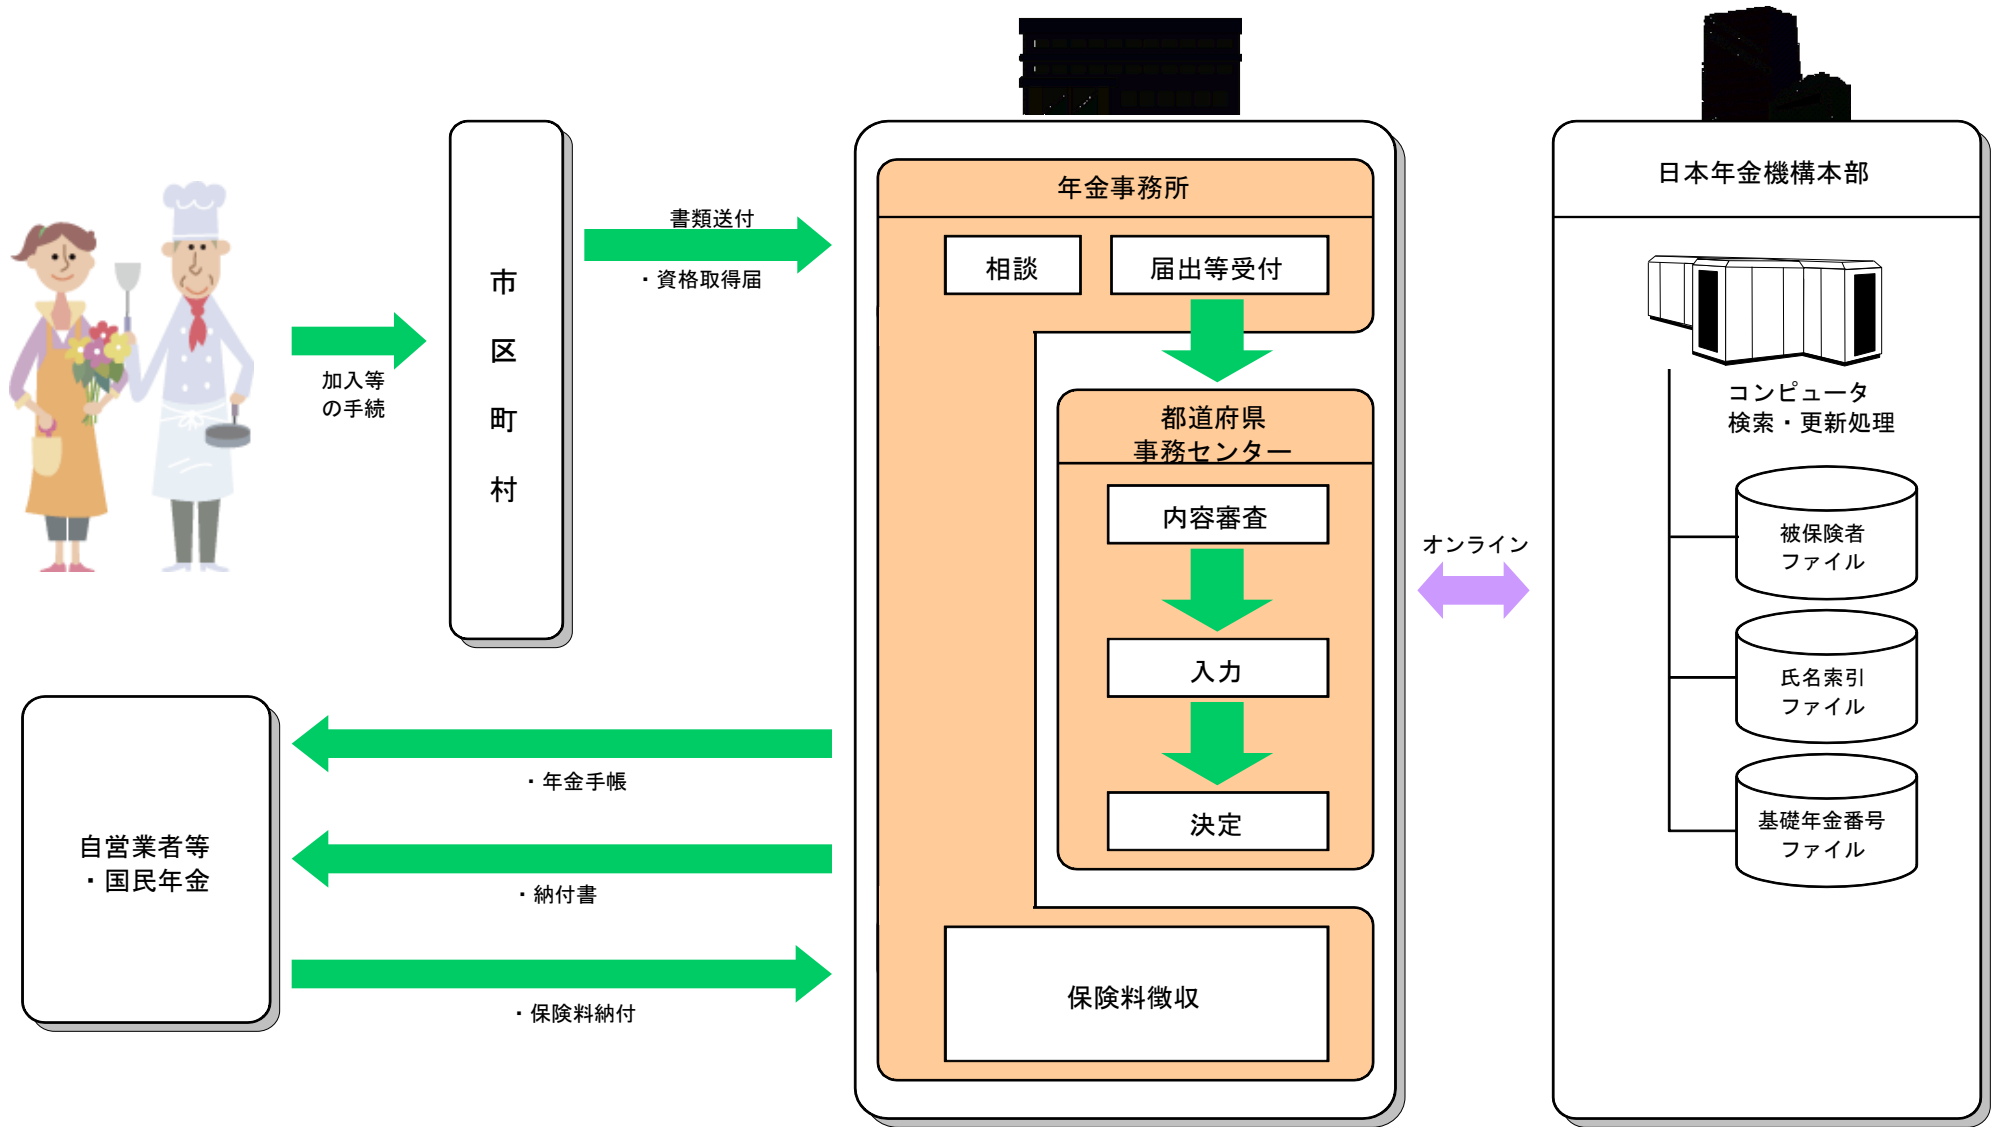 加入等
の手続
市
区
町
村
書類送付
・資格取得届
年金事務所
相談
届出等受付
都道府県
事務センター
内容審査
入力
決定
保険料徴収
オンライン
日本年金機構本部
コンピュータ
検索・更新処理
被保険者
ファイル
氏名索引
ファイル
基礎年金番号
ファイル
自営業者等
・国民年金
・年金手帳
・納付書
・保険料納付